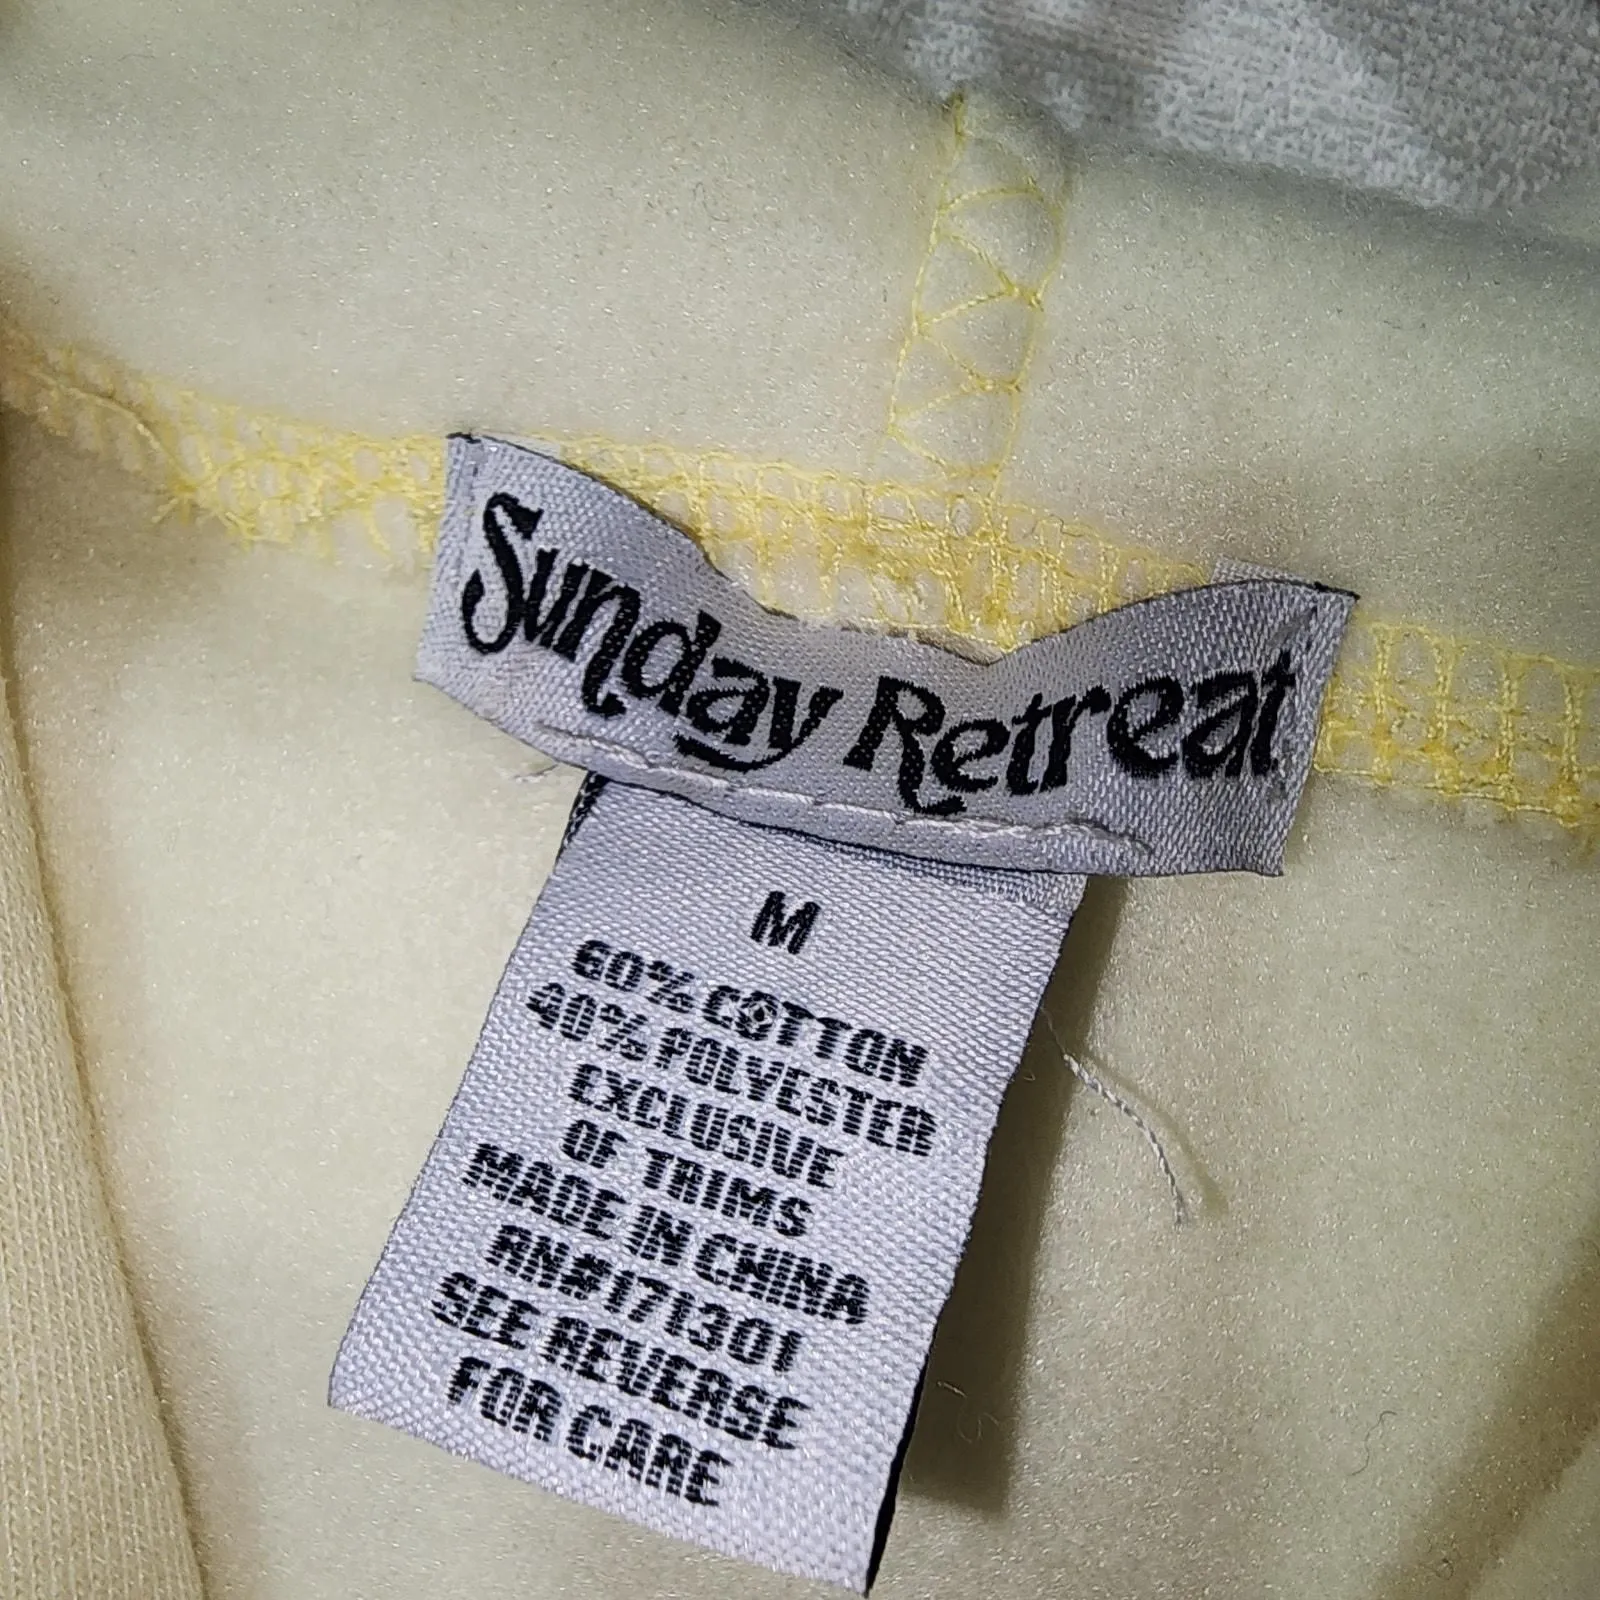 Sunday Retreat
M
60% COTTON
40% POLYESTER
EXCLUSIVE
OF TRIMS
MADE IN CHINA
RN#171301
SEE REVERSE
FOR CARE